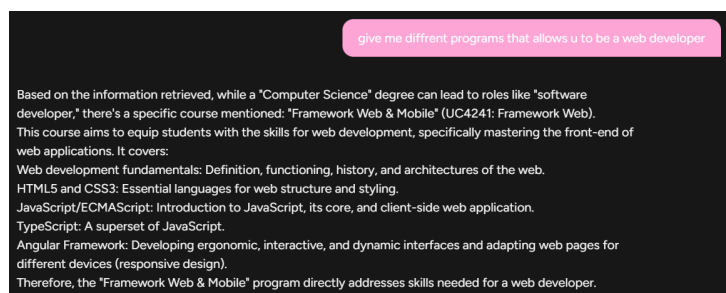 give me diffrent programs that allows u to be a web developer
Based on the information retrieved, while a "Computer Science" degree can lead to roles like "software
developer," there's a specific course mentioned: "Framework Web & Mobile" (UC4241: Framework Web).
This course aims to equip students with the skills for web development, specifically mastering the front-end of
web applications. It covers:
Web development fundamentals: Definition, functioning, history, and architectures of the web.
HTML5 and CSS3: Essential languages for web structure and styling.
JavaScript/ECMAScript: Introduction to JavaScript, its core, and client-side web application.
TypeScript: A superset of JavaScript.
Angular Framework: Developing ergonomic, interactive, and dynamic interfaces and adapting web pages for
different devices (responsive design).
Therefore, the "Framework Web & Mobile" program directly addresses skills needed for a web developer.